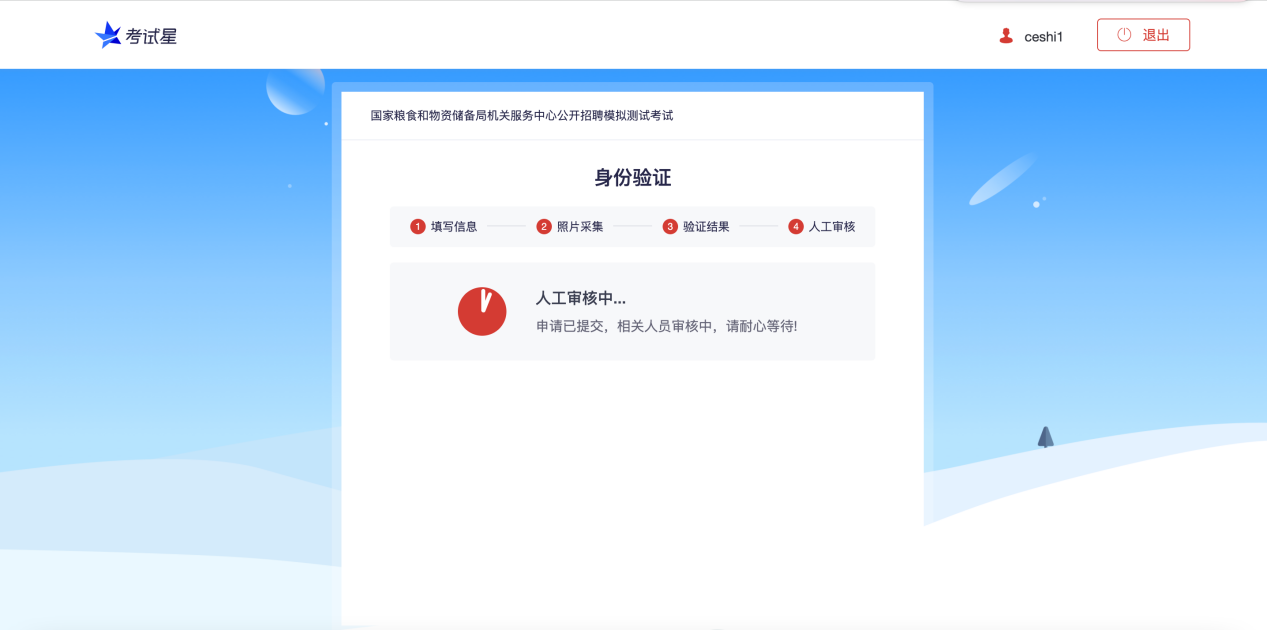 考试星
ceshi1
退出
国家粮食和物资储备局机关服务中心公开招聘模拟测试考试
身份验证
1 填写信息 2 照片采集 3 验证结果 4 人工审核
人工审核中...
申请已提交，相关人员审核中，请耐心等待!